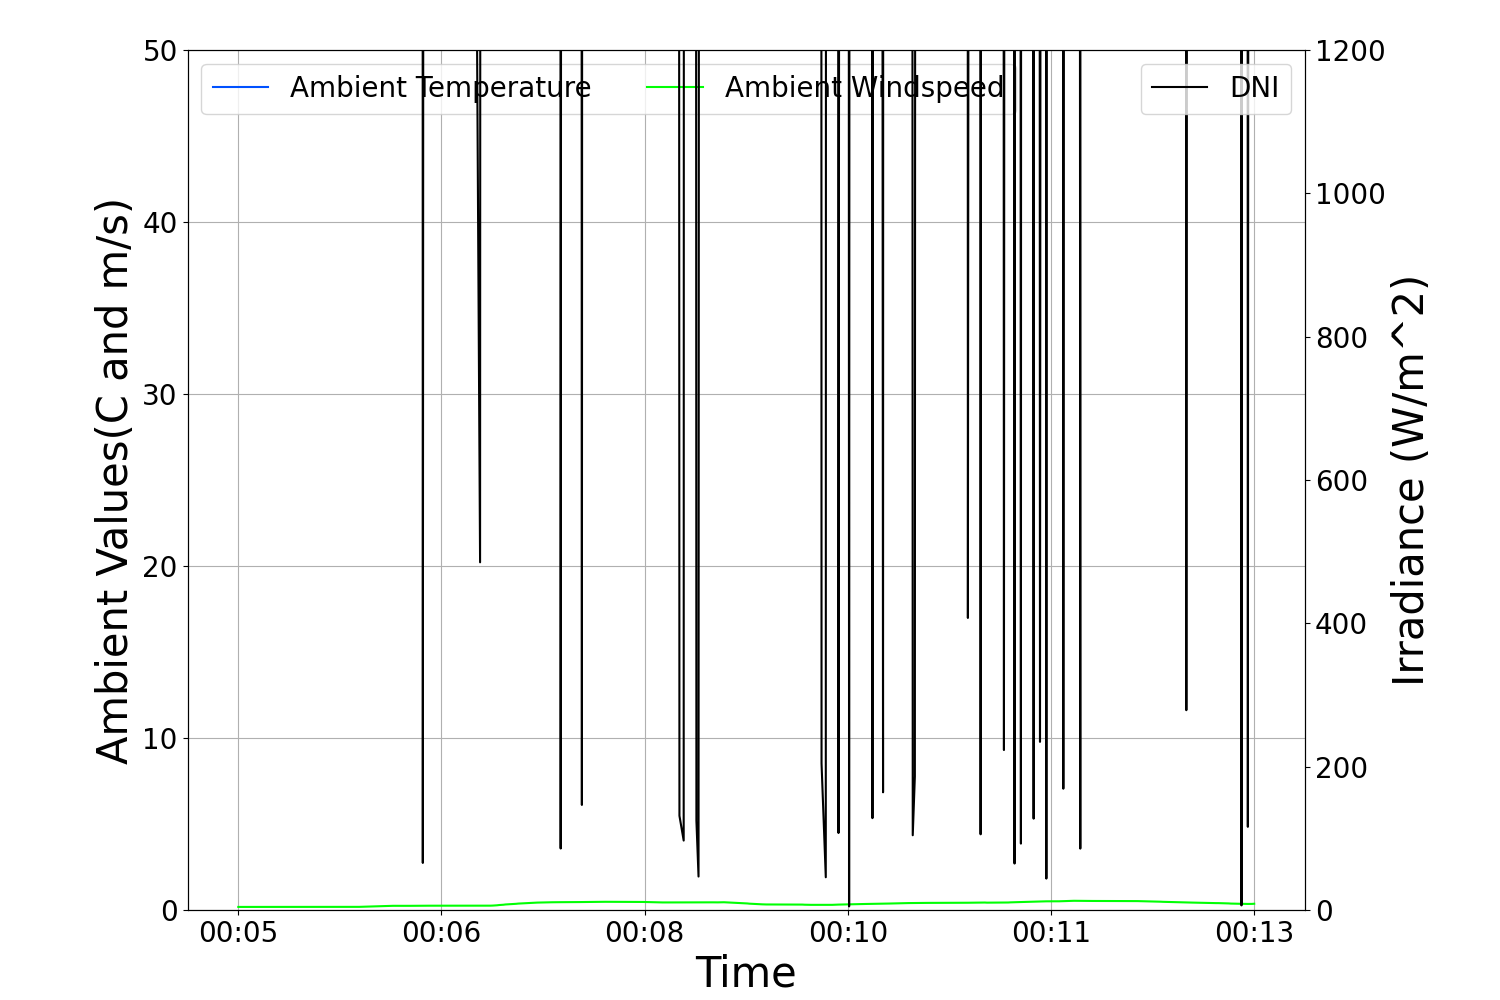 Ambient Temperature
Ambient Windspeed
DNI
50
40
30
20
10
0
Ambient Values(C and m/s)
1200
1000
800
600
400
200
0
Irradiance (W/m^2)
00:05 00:06 00:08 00:10 00:11 00:13
Time